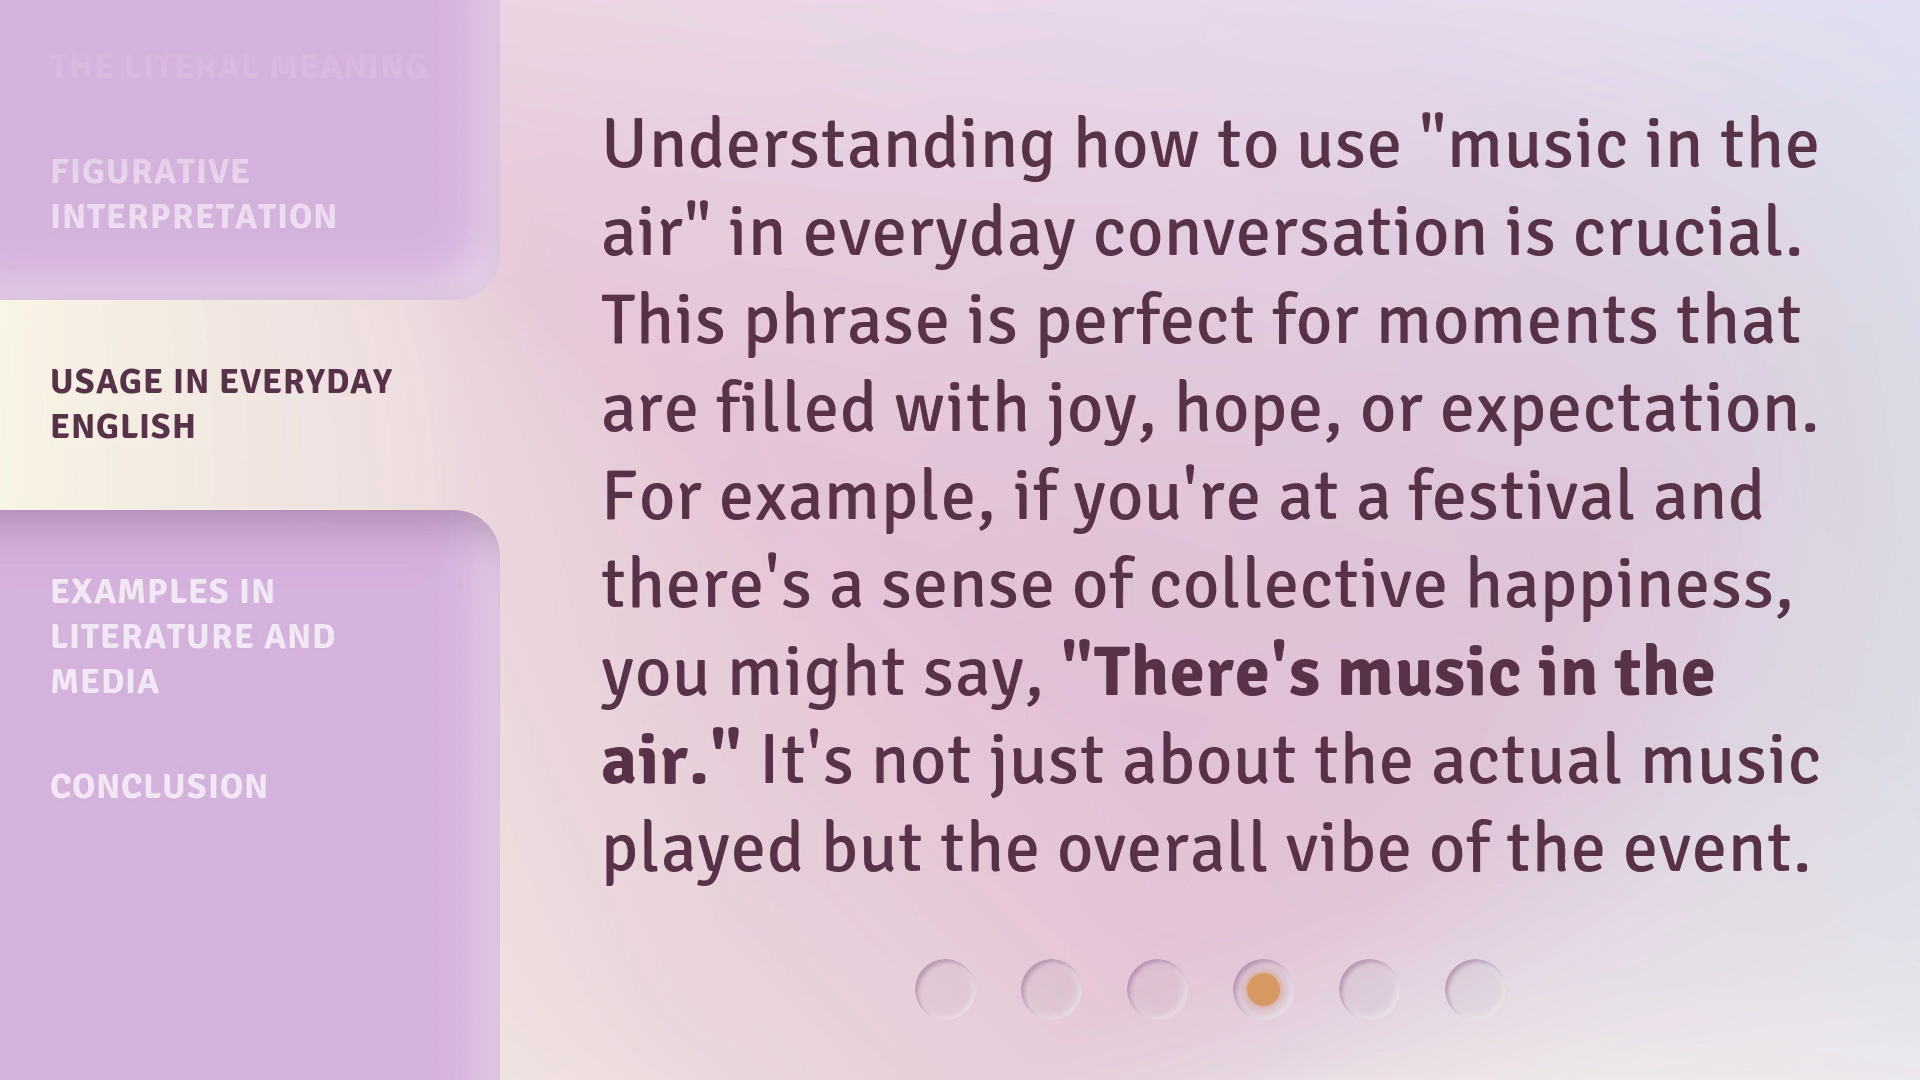 THE LITERAL MEANING
FIGURATIVE
INTERPRETATION
USAGE IN EVERYDAY
ENGLISH
EXAMPLES IN
LITERATURE AND
MEDIA
CONCLUSION
Understanding how to use "music in the
air" in everyday conversation is crucial.
This phrase is perfect for moments that
are filled with joy, hope, or expectation.
For example, if you're at a festival and
there's a sense of collective happiness,
you might say, "There's music in the
air." It's not just about the actual music
played but the overall vibe of the event.